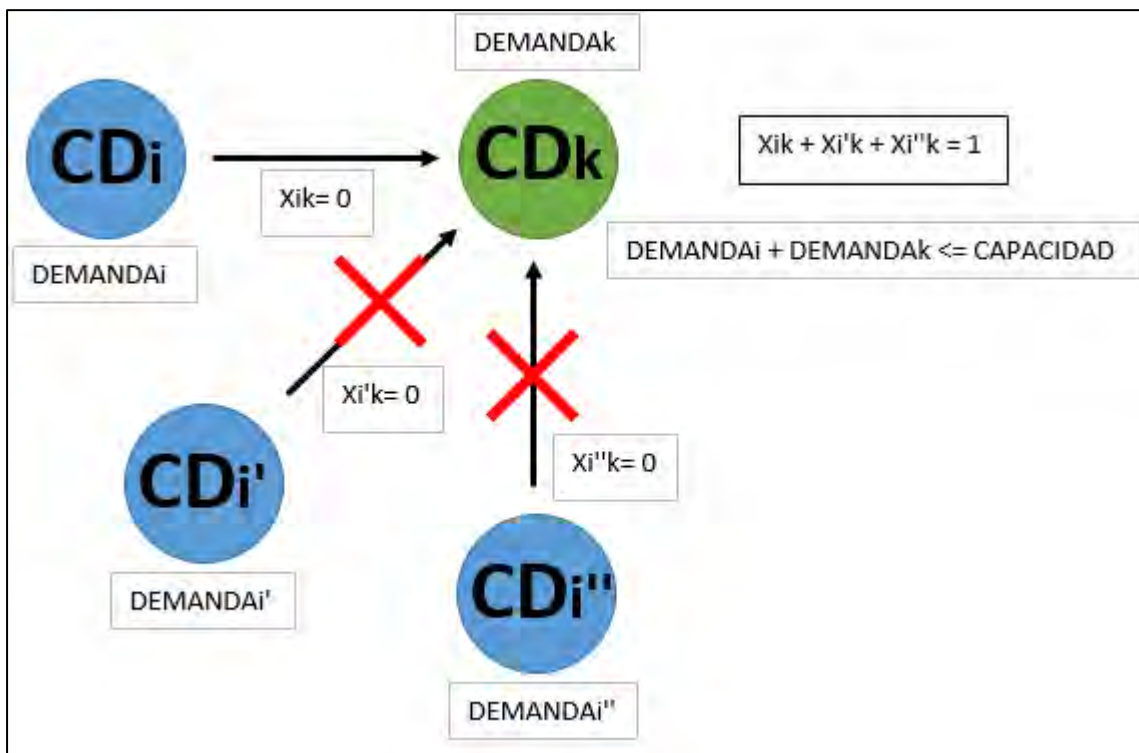 DEMANDAk
CDi
CDk
Xik + Xi'k + Xi''k = 1
Xik= 0
DEMANDAi + DEMANDAk <= CAPACIDAD
DEMANDAi
Xi'k= 0
CDi'
Xi''k= 0
DEMANDAi'
CDi''
DEMANDAi''